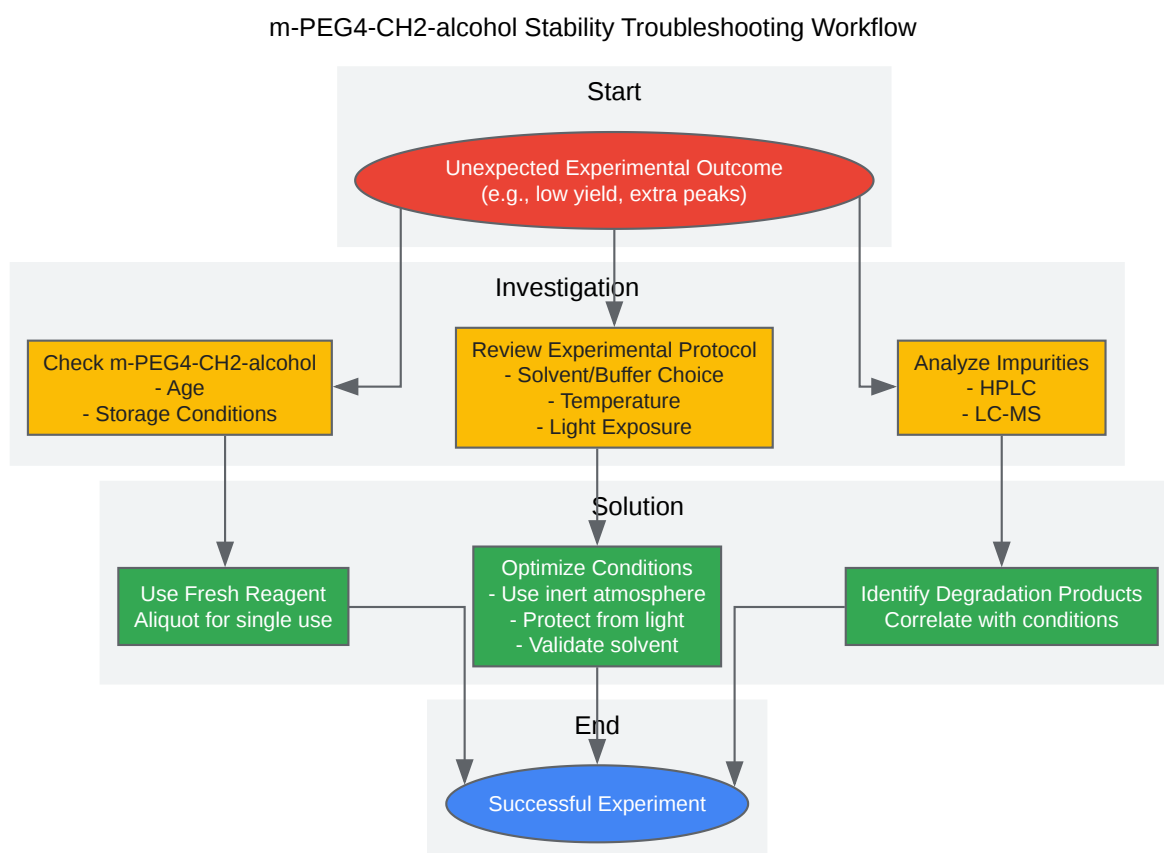 m-PEG4-CH2-alcohol Stability Troubleshooting Workflow
Start
Unexpected Experimental Outcome
(e.g., low yield, extra peaks)
Investigation
Check m-PEG4-CH2-alcohol
- Age
- Storage Conditions
Review Experimental Protocol
- Solvent/Buffer Choice
- Temperature
- Light Exposure
Analyze Impurities
- HPLC
- LC-MS
Solution
Use Fresh Reagent
Aliquot for single use
Optimize Conditions
- Use inert atmosphere
- Protect from light
- Validate solvent
Identify Degradation Products
Correlate with conditions
End
Successful Experiment